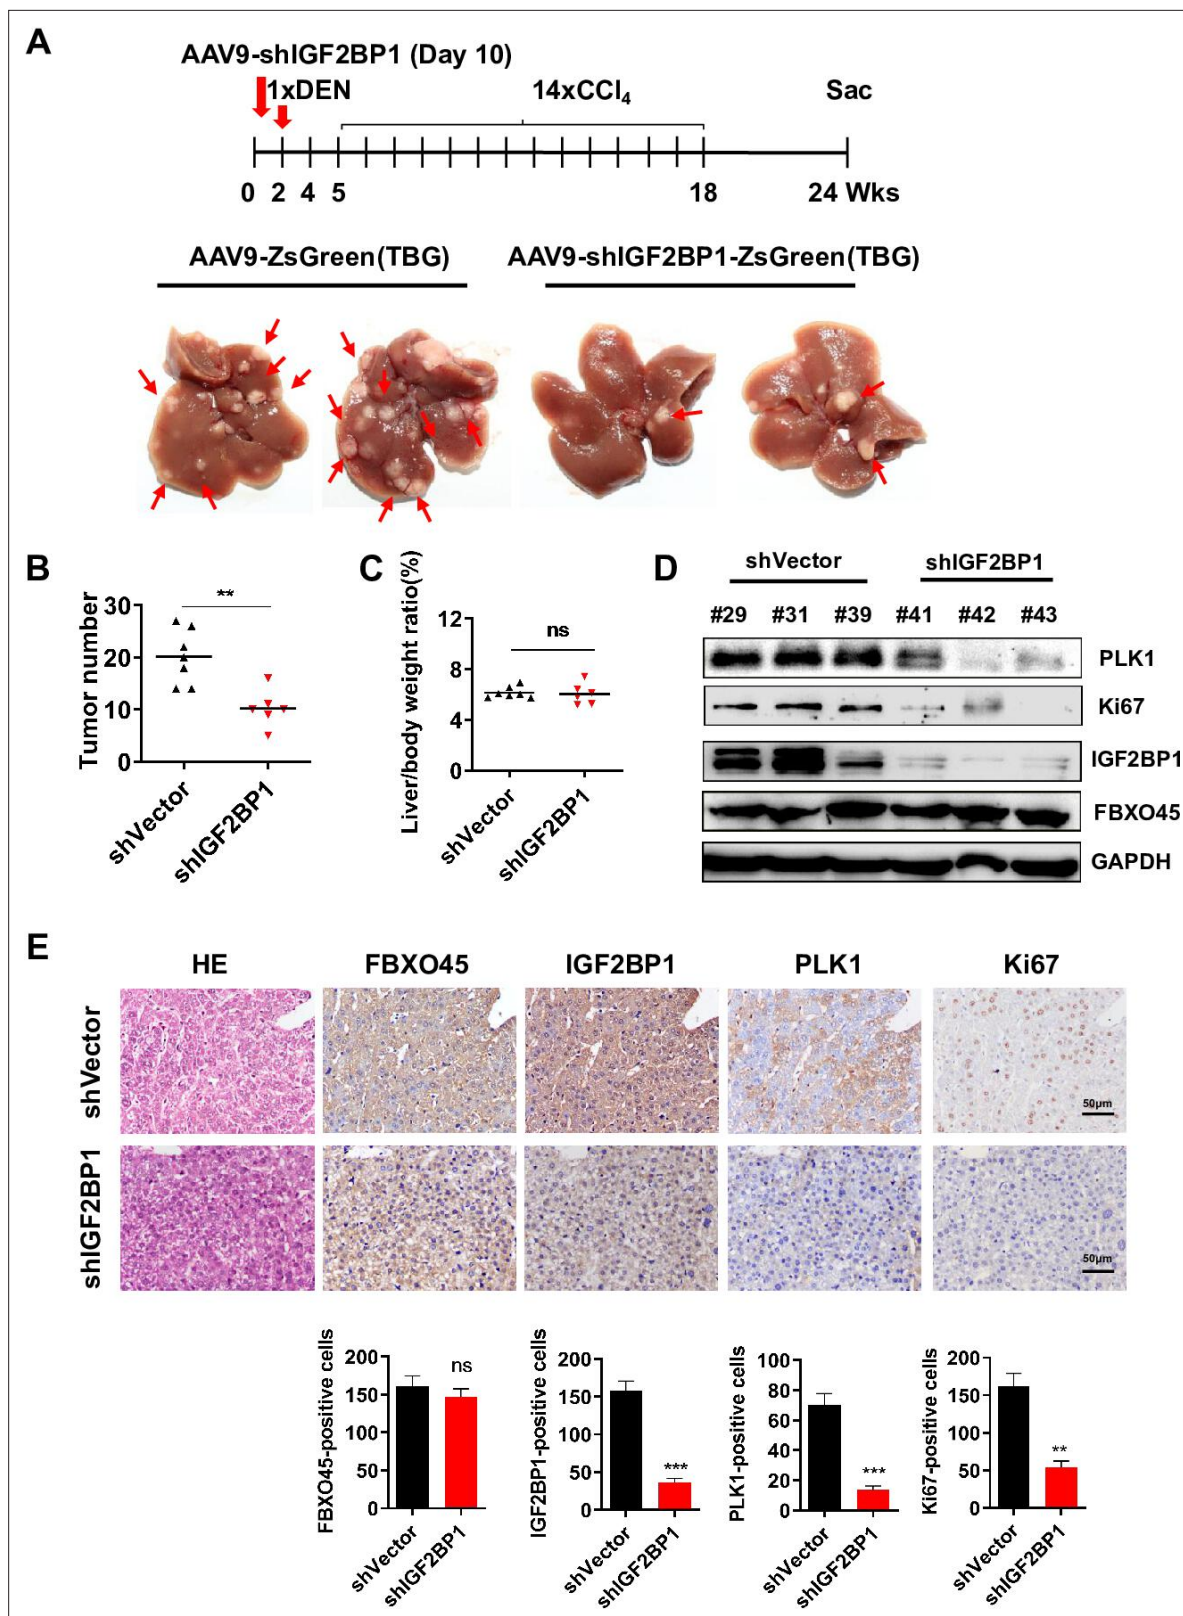 A
AAV9-shIGF2BP1 (Day 10)
1xDEN
14xCCl₄
Sac
0 2 4 5 18 24 Wks
AAV9-ZsGreen(TBG)
AAV9-shIGF2BP1-ZsGreen(TBG)
B
Tumor number
30
20
10
0
**
shVector
shIGF2BP1
C
Liver/body weight ratio(%)
12
8
4
0
ns
shVector
shIGF2BP1
D
shVector shIGF2BP1
#29 #31 #39 #41 #42 #43
PLK1
Ki67
IGF2BP1
FBXO45
GAPDH
E
HE FBXO45 IGF2BP1 PLK1 Ki67
shVector
50μm
shIGF2BP1
50μm
FBXO45-positive cells
200
150
100
50
0
ns
shVector
shIGF2BP1
IGF2BP1-positive cells
200
150
100
50
0
***
shVector
shIGF2BP1
PLK1-positive cells
100
80
60
40
20
0
***
shVector
shIGF2BP1
Ki67-positive cells
200
150
100
50
0
**
shVector
shIGF2BP1